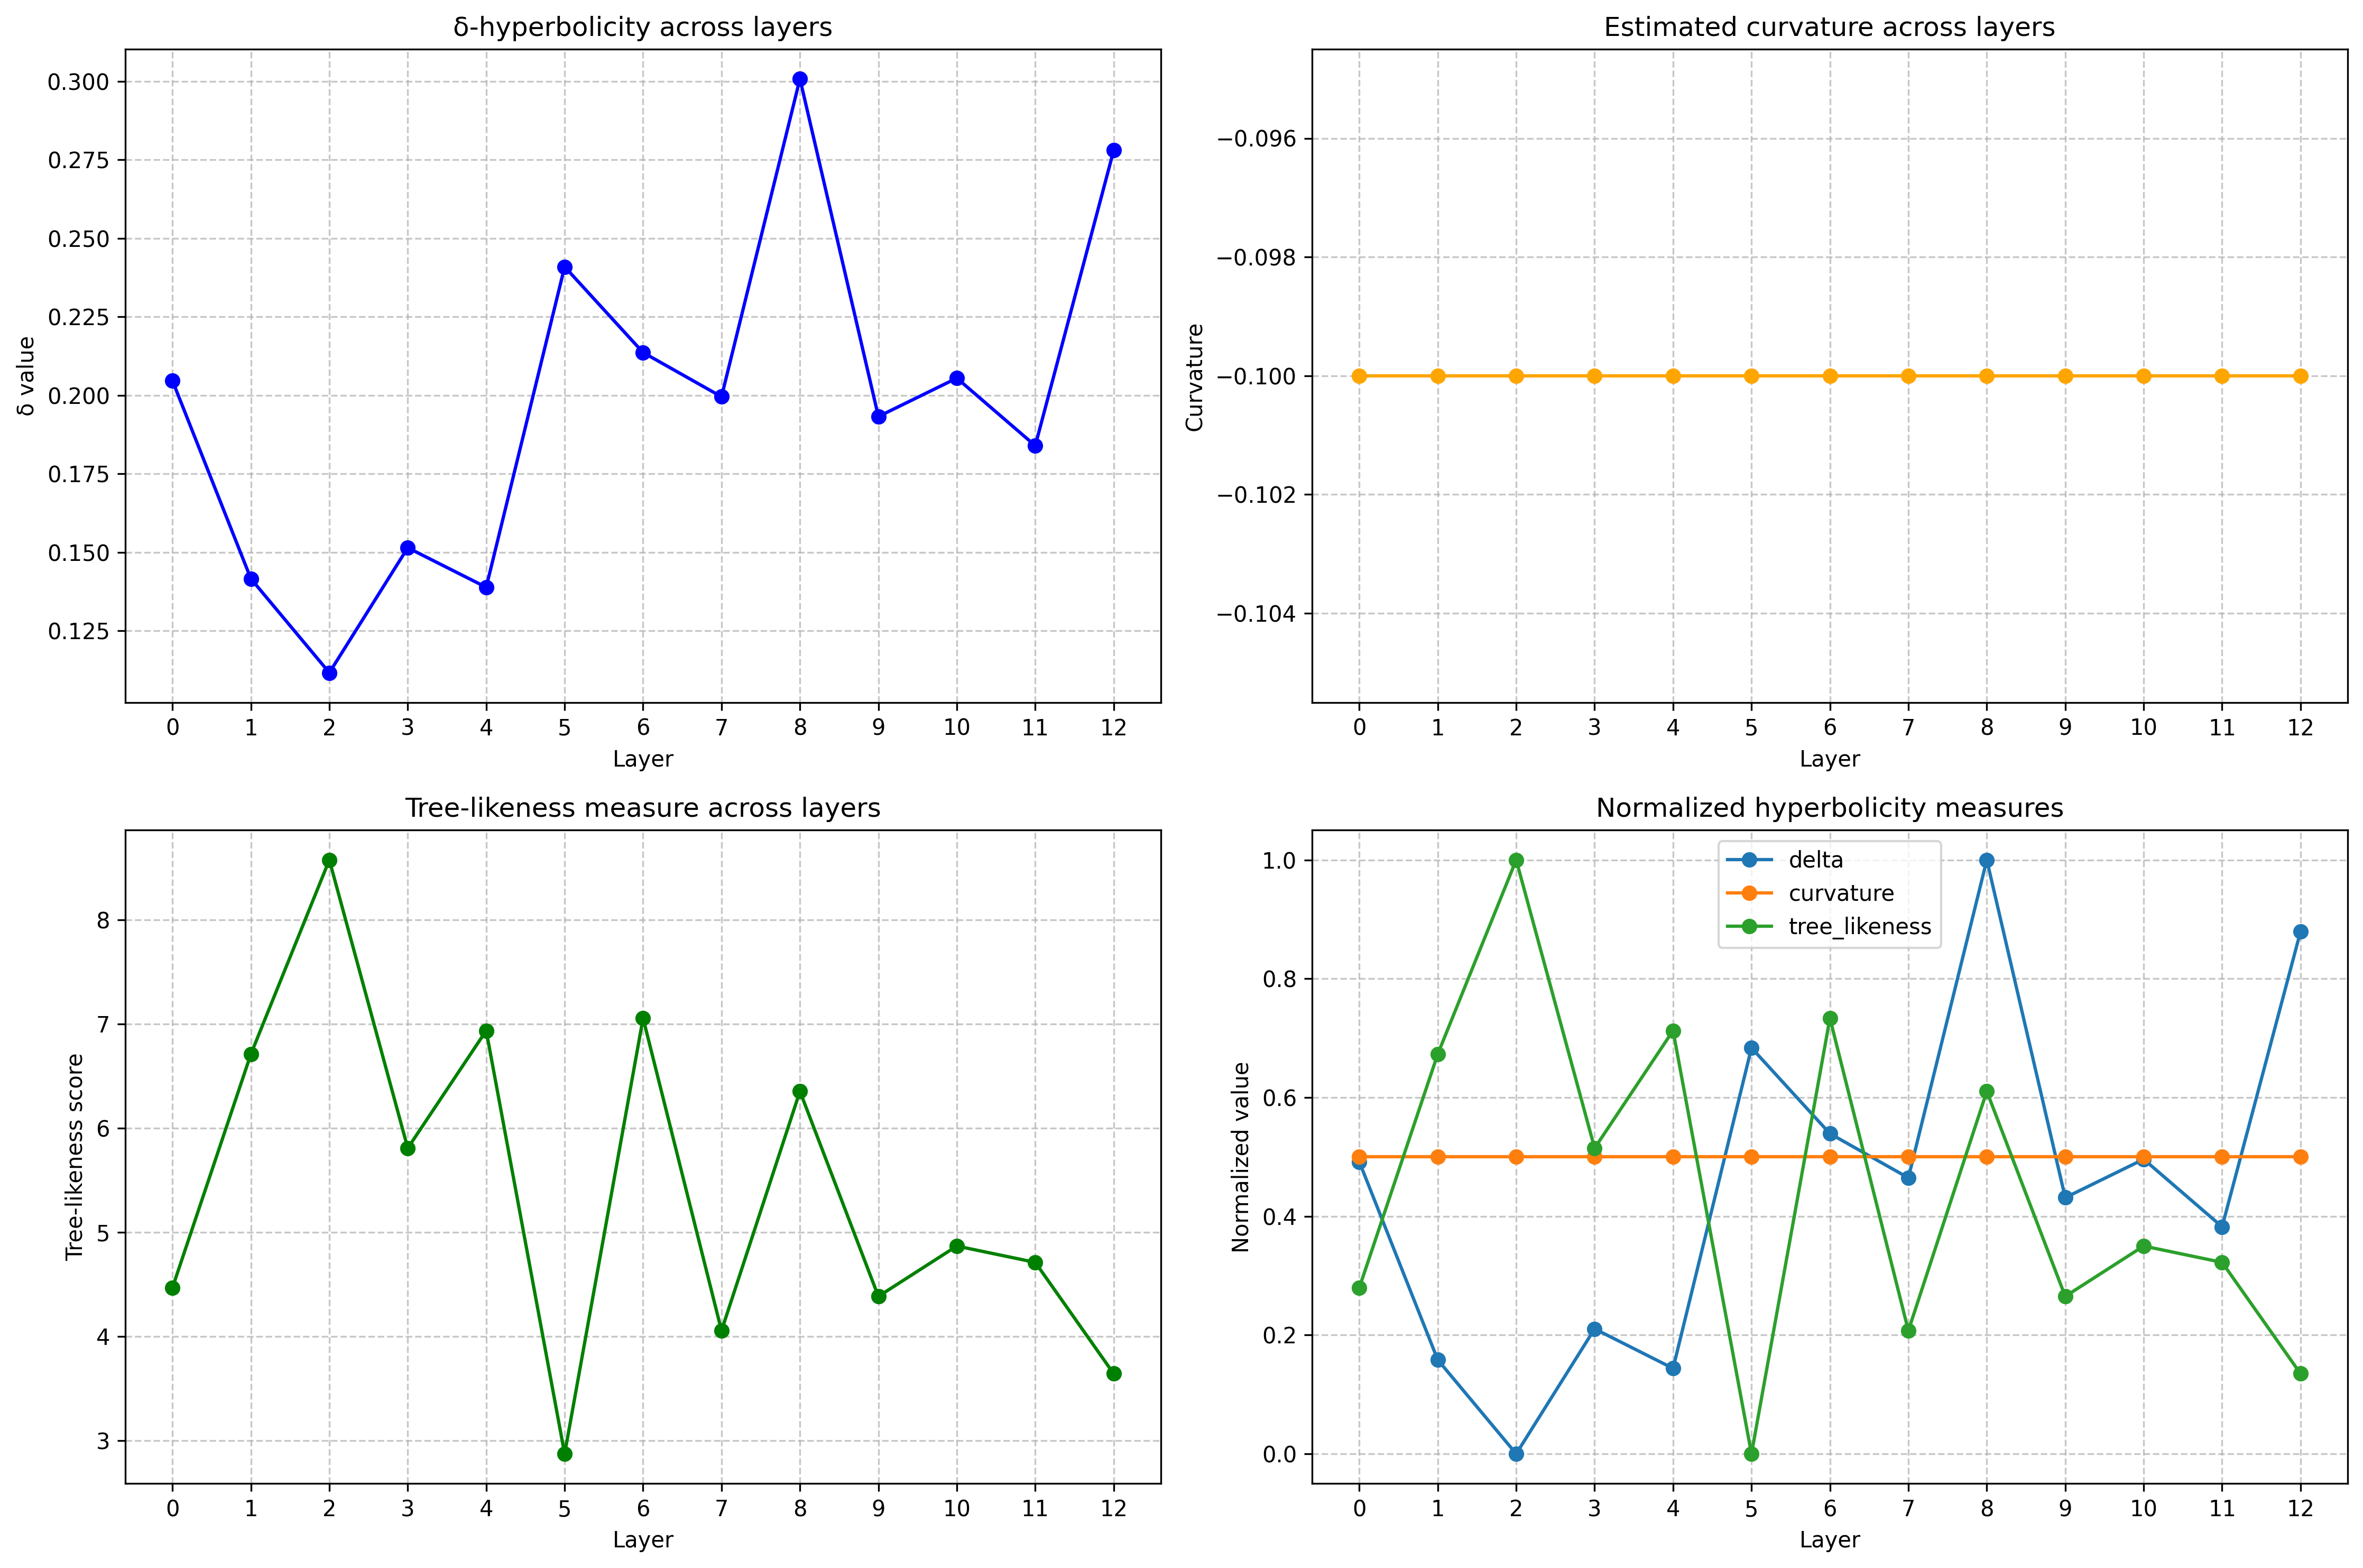 δ-hyperbolicity across layers
δ value
0.300
0.275
0.250
0.225
0.200
0.175
0.150
0.125
0 1 2 3 4 5 6 7 8 9 10 11 12
Layer
Estimated curvature across layers
Curvature
−0.096
−0.098
−0.100
−0.102
−0.104
0 1 2 3 4 5 6 7 8 9 10 11 12
Layer
Tree-likeness measure across layers
Tree-likeness score
8
7
6
5
4
3
0 1 2 3 4 5 6 7 8 9 10 11 12
Layer
Normalized hyperbolicity measures
Normalized value
1.0
0.8
0.6
0.4
0.2
0.0
delta
curvature
tree_likeness
0 1 2 3 4 5 6 7 8 9 10 11 12
Layer